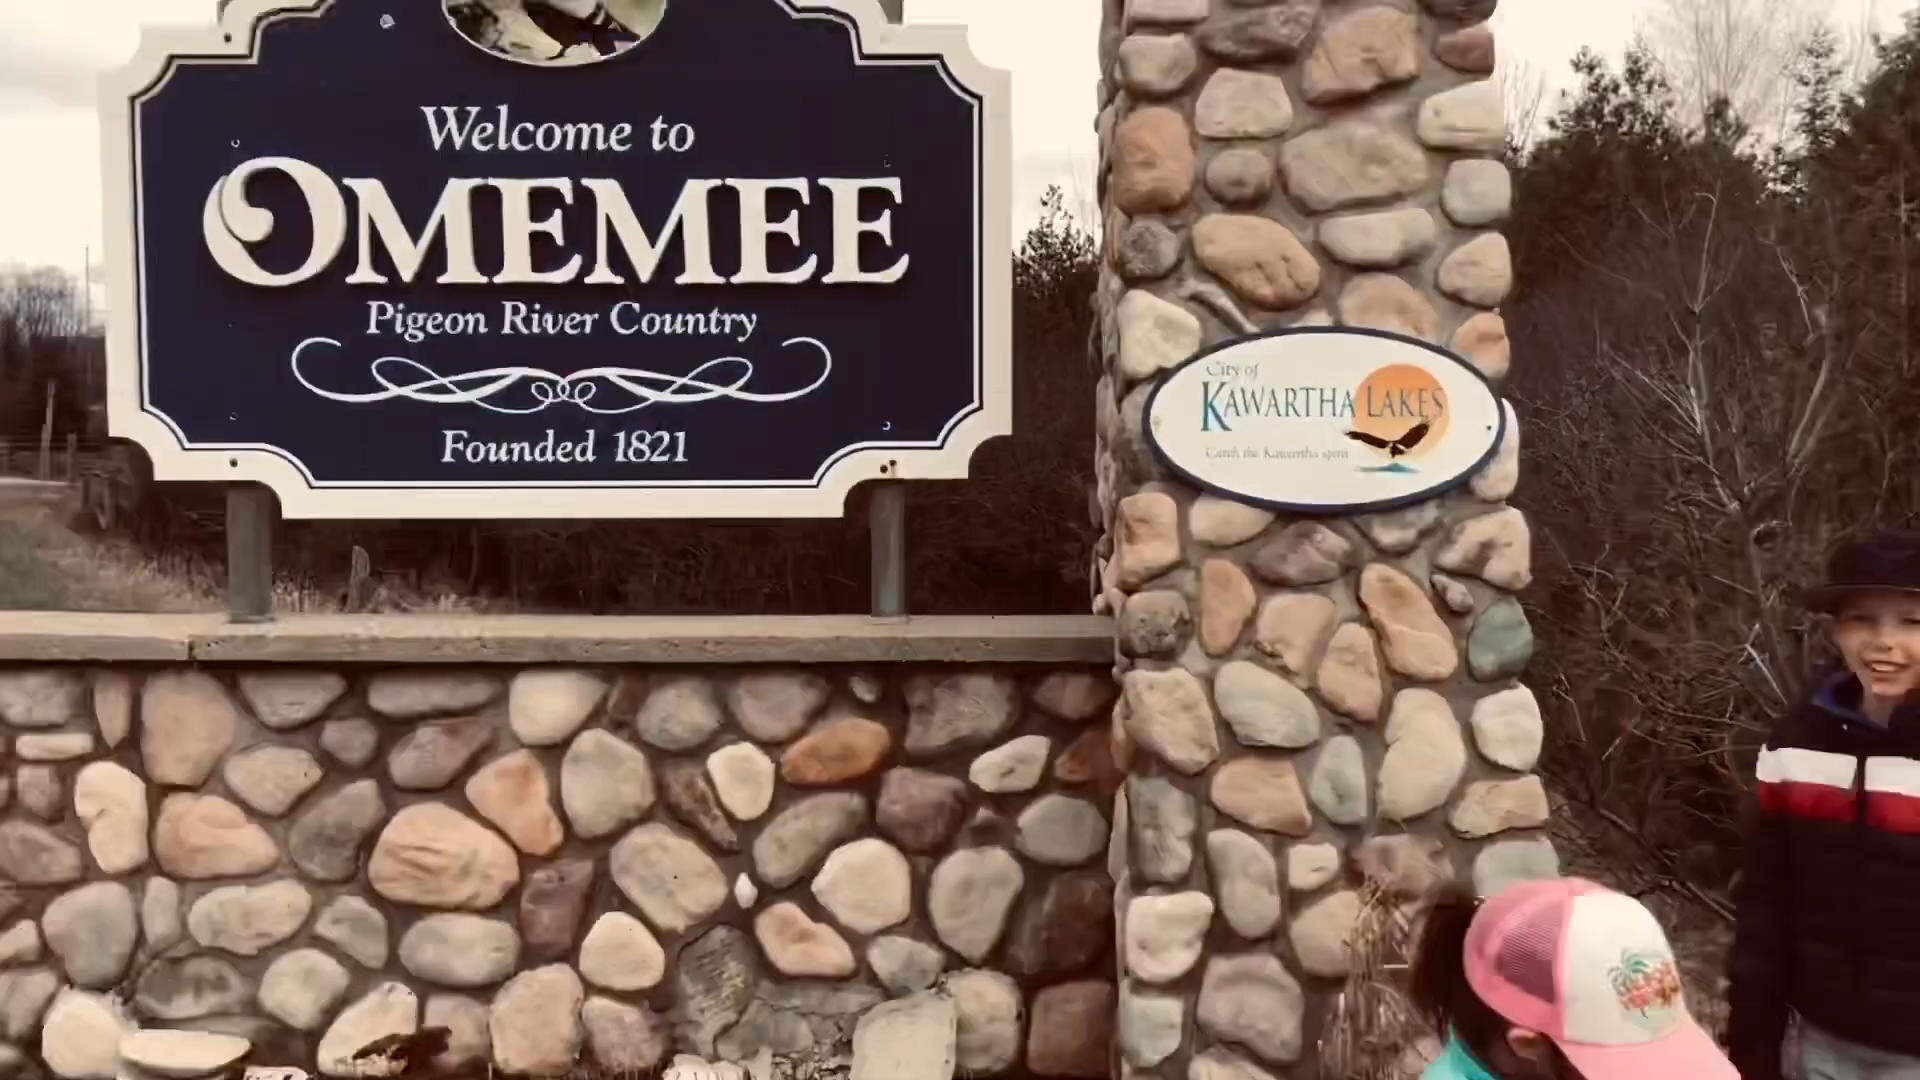 Welcome to
OMEMEE
Pigeon River Country
Founded 1821
City of
KAWARTHA LAKES
Catch the Kawartha spirit